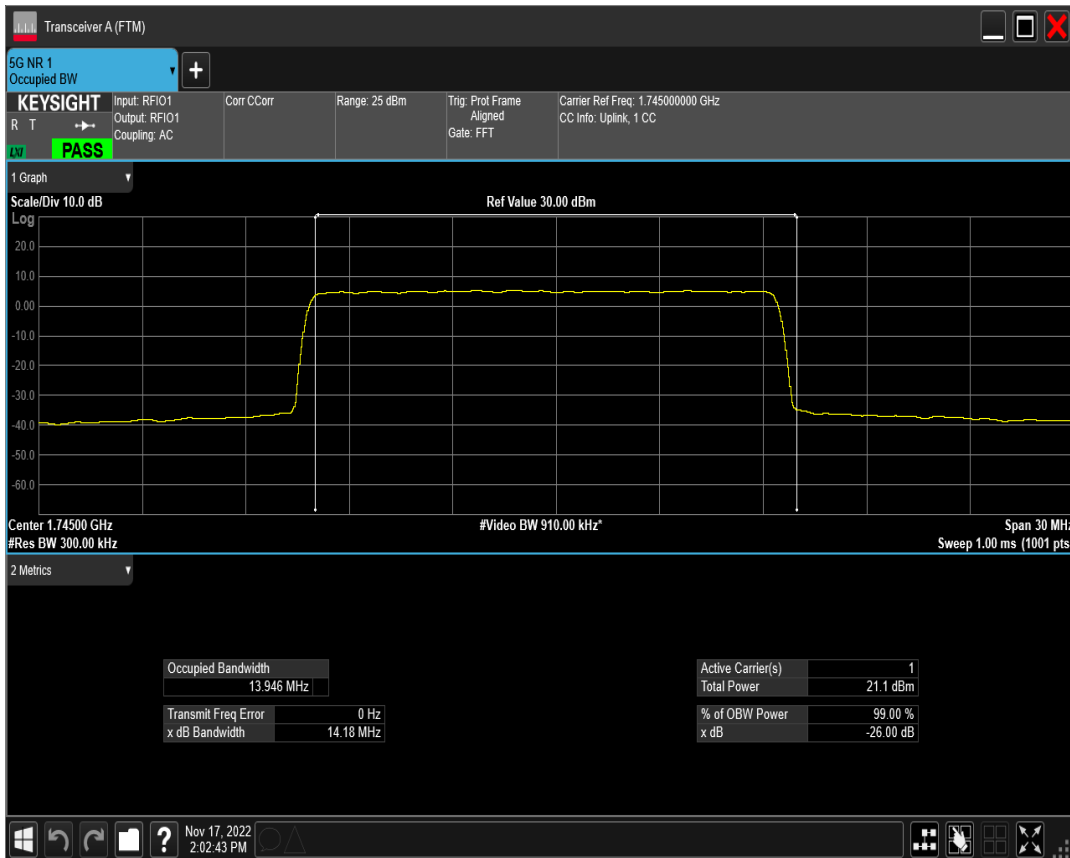 Transceiver A (FTM)
5G NR 1
Occupied BW
+
KEYSIGHT
R T
LXI
PASS
Input: RFIO1
Output: RFIO1
Coupling: AC
Corr CCorr
Range: 25 dBm
Trig: Prot Frame
Aligned
Gate: FFT
Carrier Ref Freq: 1.745000000 GHz
CC Info: Uplink, 1 CC
1 Graph
Scale/Div 10.0 dB
Ref Value 30.00 dBm
Log
20.0
10.0
0.00
-10.0
-20.0
-30.0
-40.0
-50.0
-60.0
Center 1.74500 GHz
#Video BW 910.00 kHz*
Span 30 MHz
#Res BW 300.00 kHz
Sweep 1.00 ms (1001 pts
2 Metrics
Occupied Bandwidth
13.946 MHz
Transmit Freq Error 0 Hz
x dB Bandwidth 14.18 MHz
Active Carrier(s) 1
Total Power 21.1 dBm
% of OBW Power 99.00 %
x dB -26.00 dB
?
Nov 17, 2022
2:02:43 PM